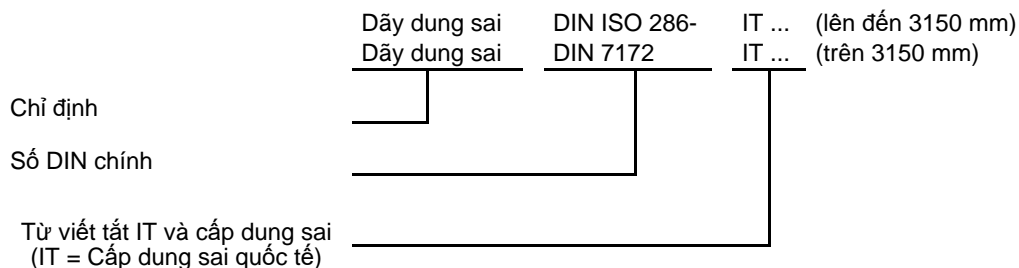 Dãy dung sai DIN ISO 286- IT ... (lên đến 3150 mm)
Dãy dung sai DIN 7172 IT ... (trên 3150 mm)
Chỉ định
Số DIN chính
Từ viết tắt IT và cấp dung sai
(IT = Cấp dung sai quốc tế)